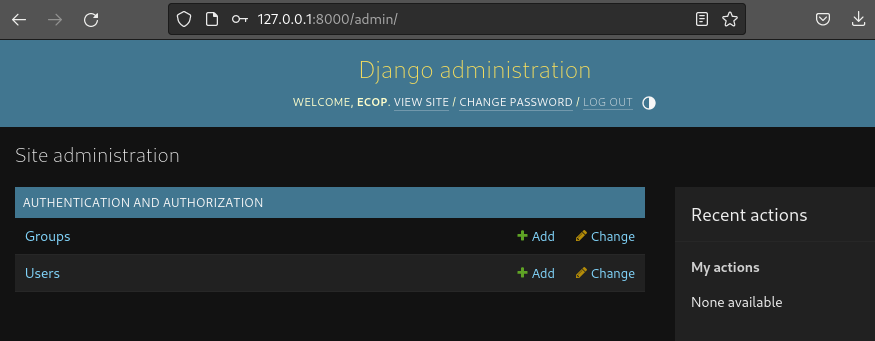 127.0.0.1:8000/admin/
Django administration
WELCOME, ECOP. VIEW SITE / CHANGE PASSWORD / LOG OUT
Site administration
AUTHENTICATION AND AUTHORIZATION
Groups + Add Change
Users + Add Change
Recent actions
My actions
None available